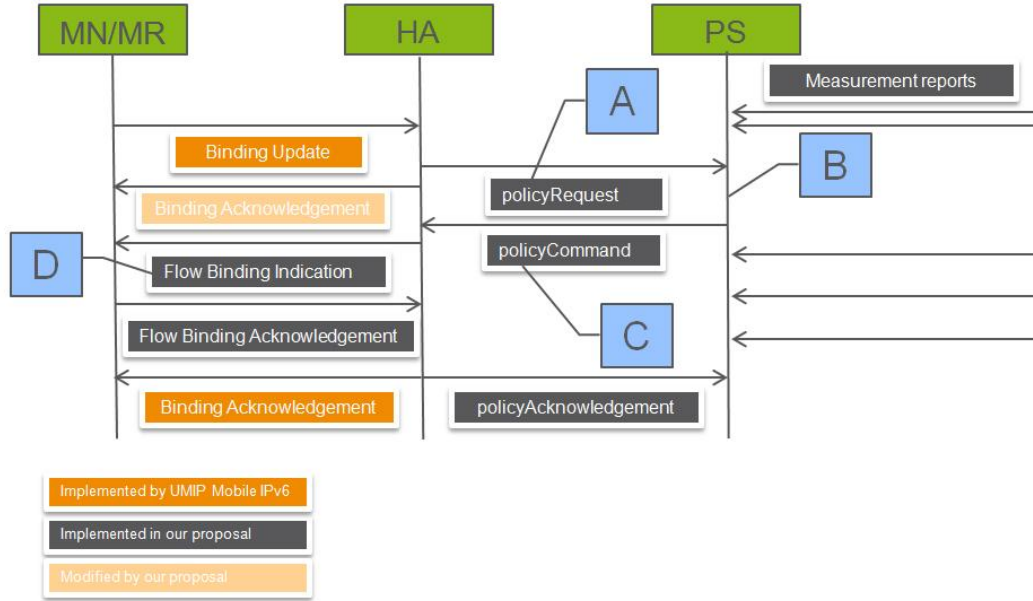 MN/MR
HA
PS
Measurement reports
A
Binding Update
B
policyRequest
Binding Acknowledgement
policyCommand
D
Flow Binding Indication
C
Flow Binding Acknowledgement
Binding Acknowledgement
policyAcknowledgement
Implemented by UMIP Mobile IPv6
Implemented in our proposal
Modified by our proposal